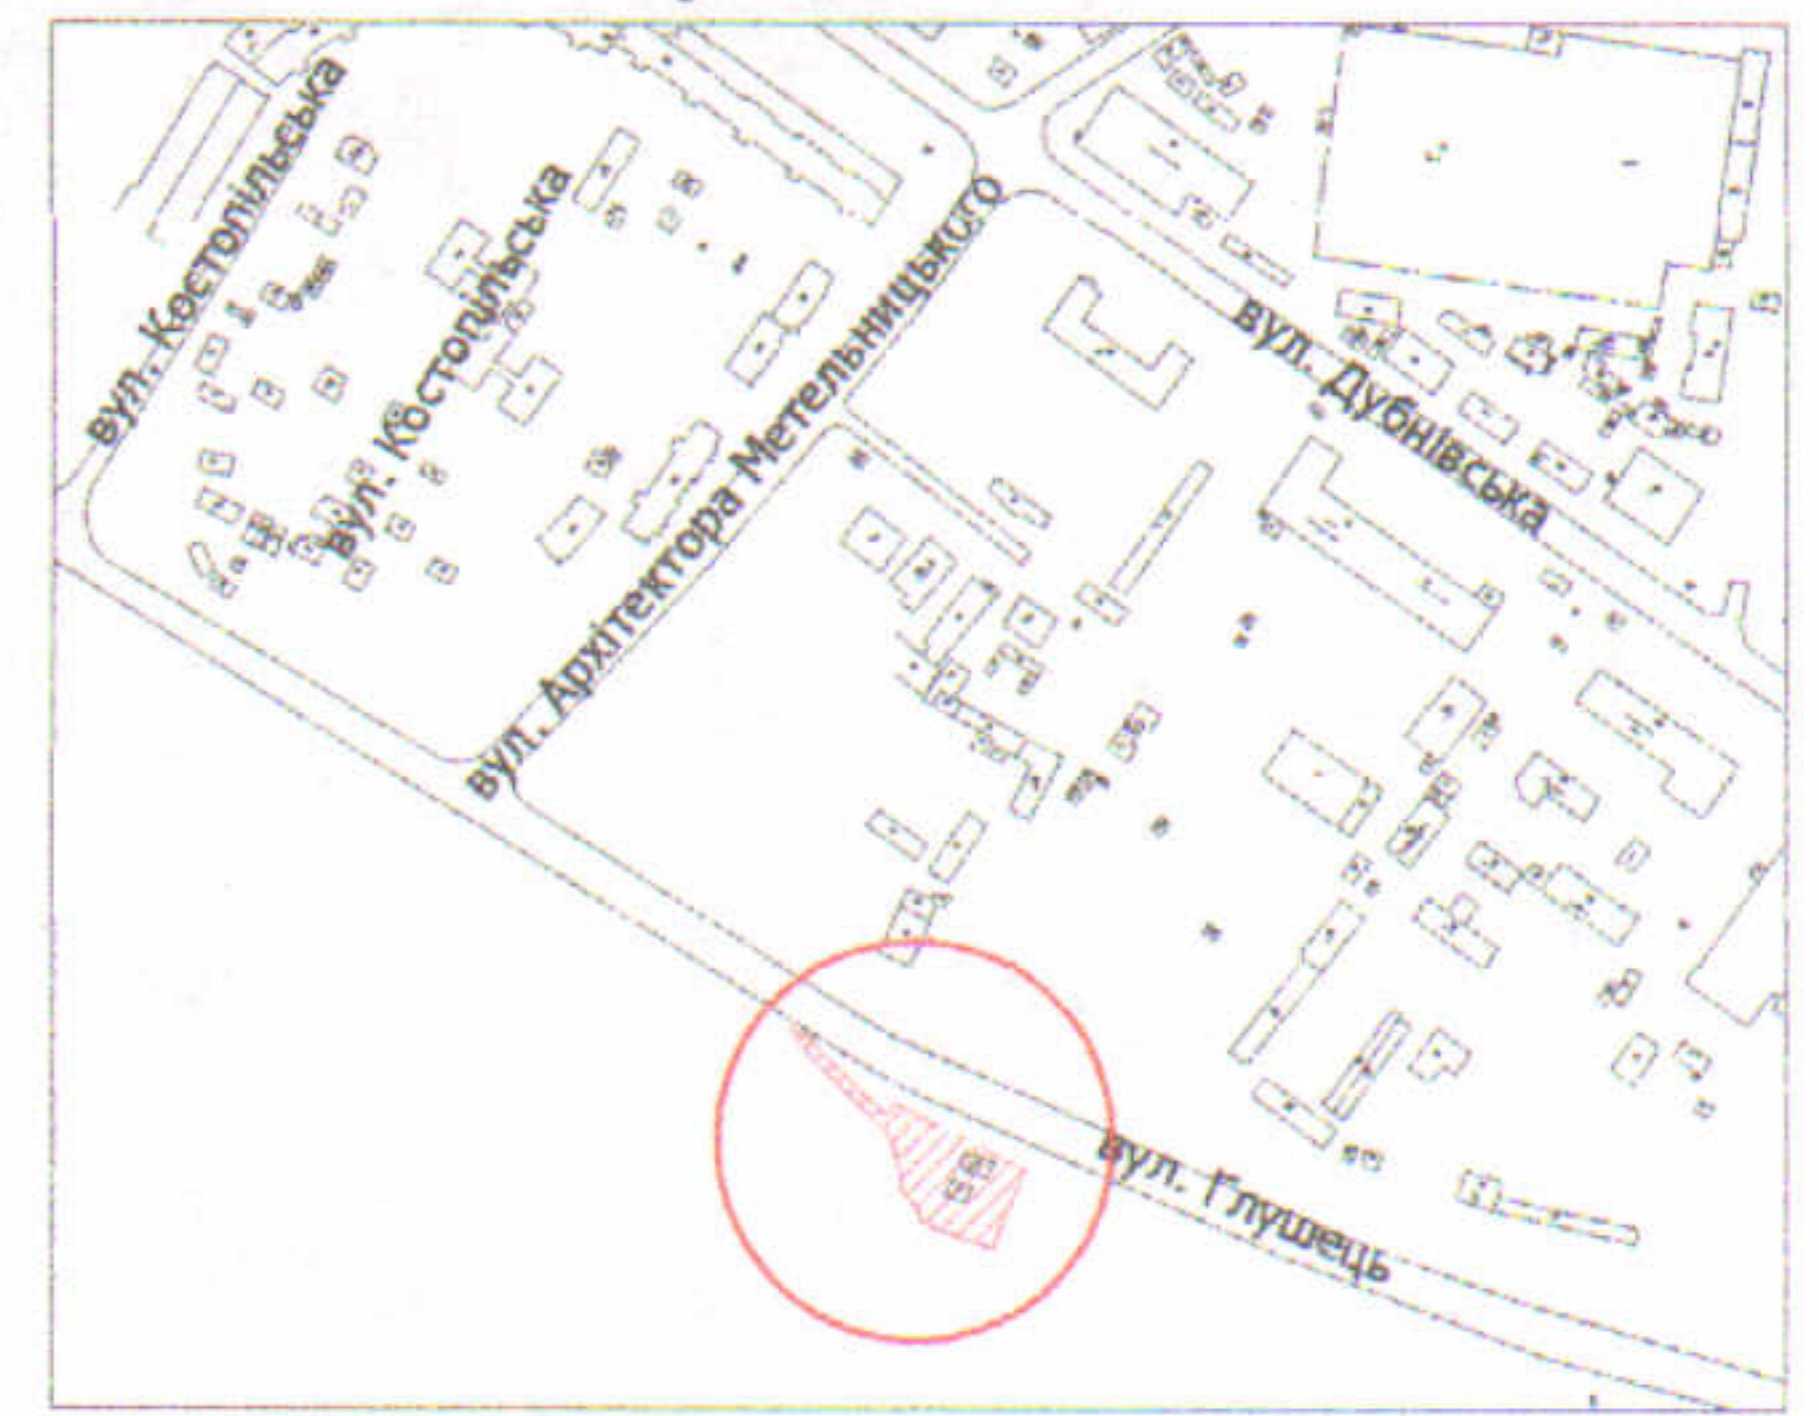 вул. Костопільська
вул. Костопільська
вул. Архітектора Метельницького
вул. Дубнівська
вул. Глушець